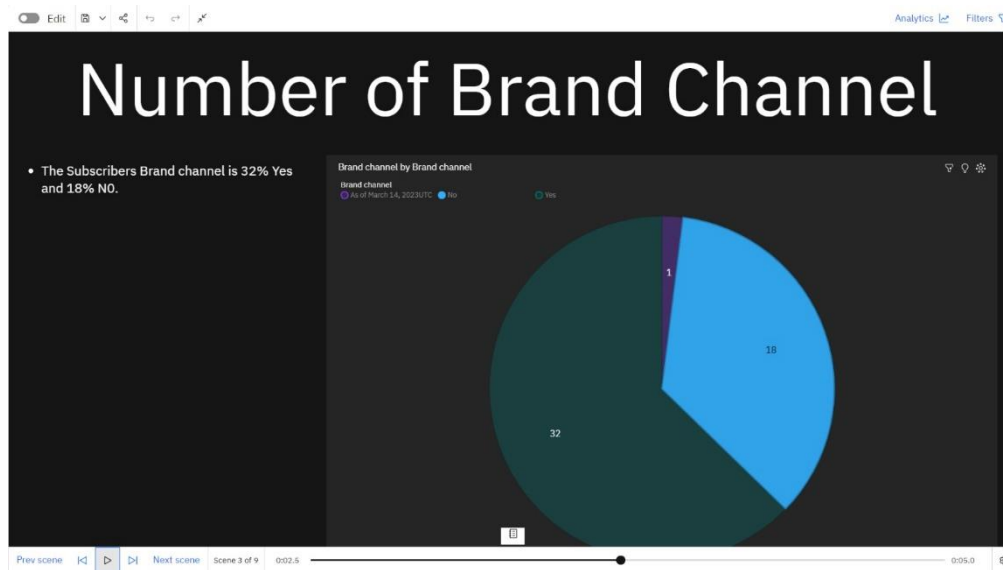 Edit
Analytics
Filters
Number of Brand Channel
• The Subscribers Brand channel is 32% Yes
and 18% N0.
Brand channel by Brand channel
Brand channel
As of March 14, 2023UTC No Yes
1
18
32
Prev scene Next scene Scene 3 of 9 0:02.5 0:05.0